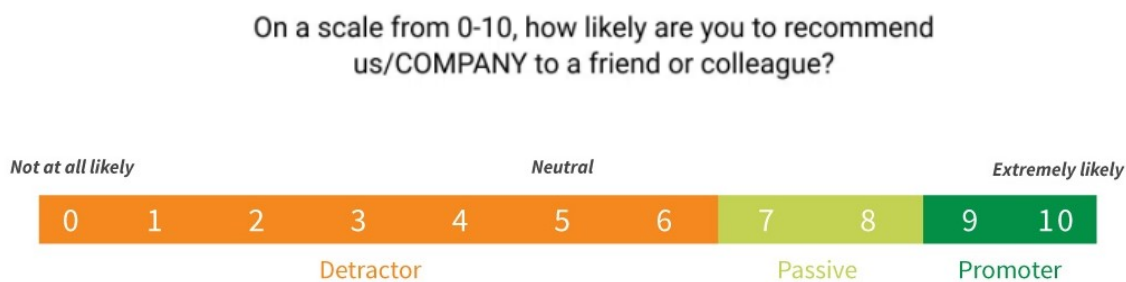 On a scale from 0-10, how likely are you to recommend
us/COMPANY to a friend or colleague?
Not at all likely Neutral Extremely likely
0 1 2 3 4 5 6 7 8 9 10
Detractor Passive Promoter